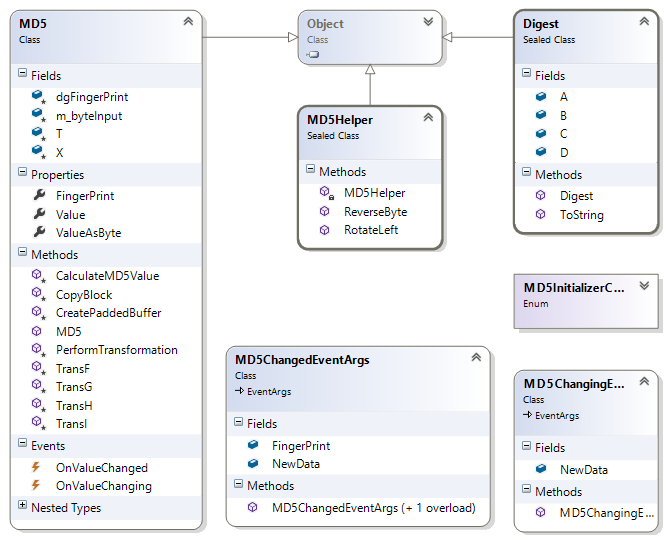 MD5
Class
Fields
dgFingerPrint
m_byteInput
T
X
Properties
FingerPrint
Value
ValueAsByte
Methods
CalculateMD5Value
CopyBlock
CreatePaddedBuffer
MD5
PerformTransformation
TransF
TransG
TransH
TransI
Events
OnValueChanged
OnValueChanging
Nested Types
Object
Class
MD5Helper
Sealed Class
Methods
MD5Helper
ReverseByte
RotateLeft
Digest
Sealed Class
Fields
A
B
C
D
Methods
Digest
ToString
MD5InitializerC...
Enum
MD5ChangedEventArgs
Class
EventArgs
Fields
FingerPrint
NewData
Methods
MD5ChangedEventArgs (+ 1 overload)
MD5ChangingE...
Class
EventArgs
Fields
NewData
Methods
MD5ChangingE...